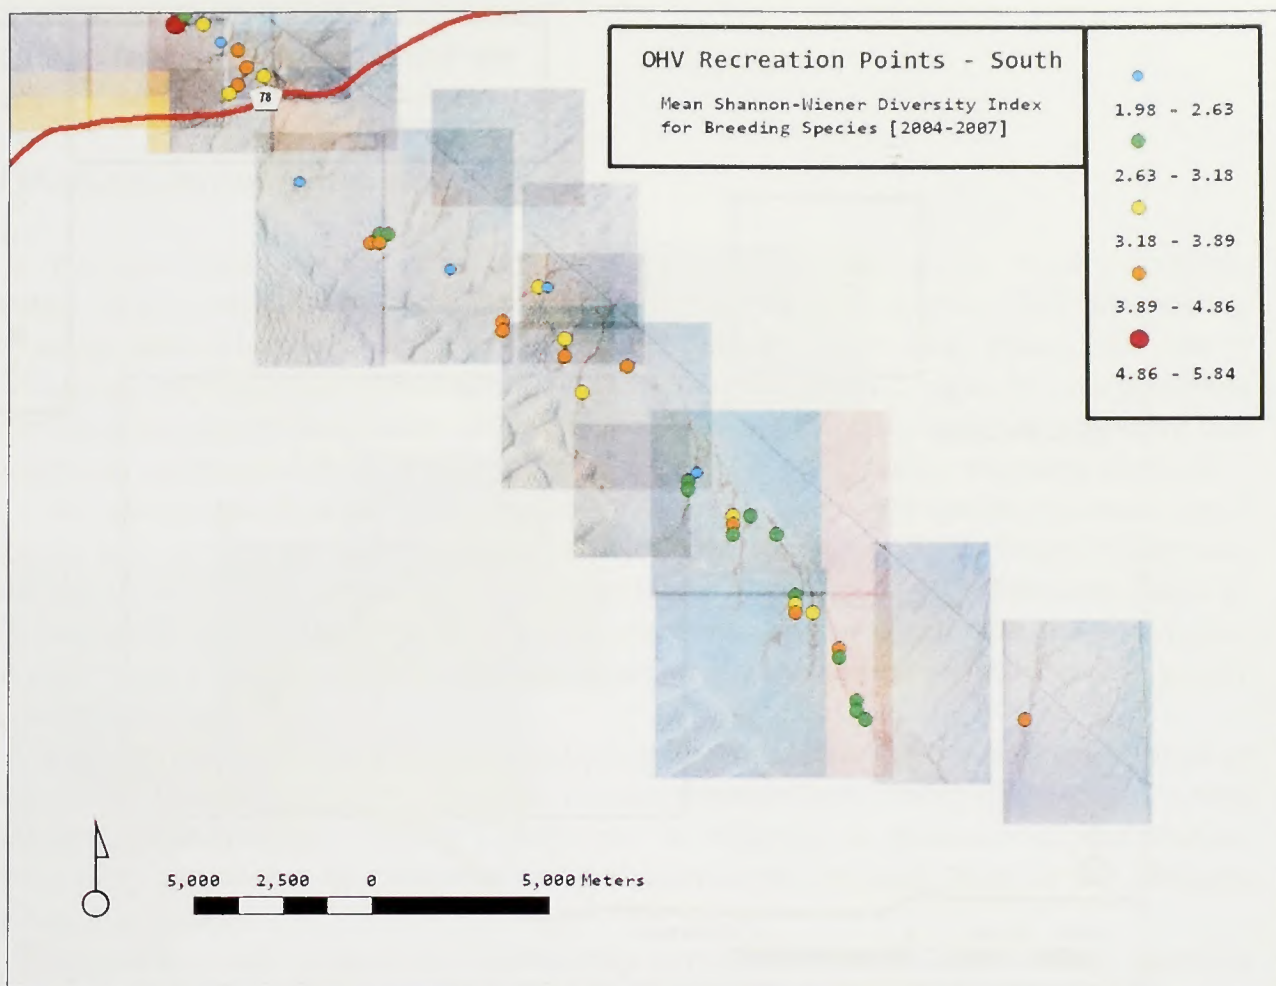 OHV Recreation Points - South
Mean Shannon-Wiener Diversity Index
for Breeding Species [2004-2007]
1.98 - 2.63
2.63 - 3.18
3.18 - 3.89
3.89 - 4.86
4.86 - 5.84
78
5,000 2,500 0 5,000 Meters